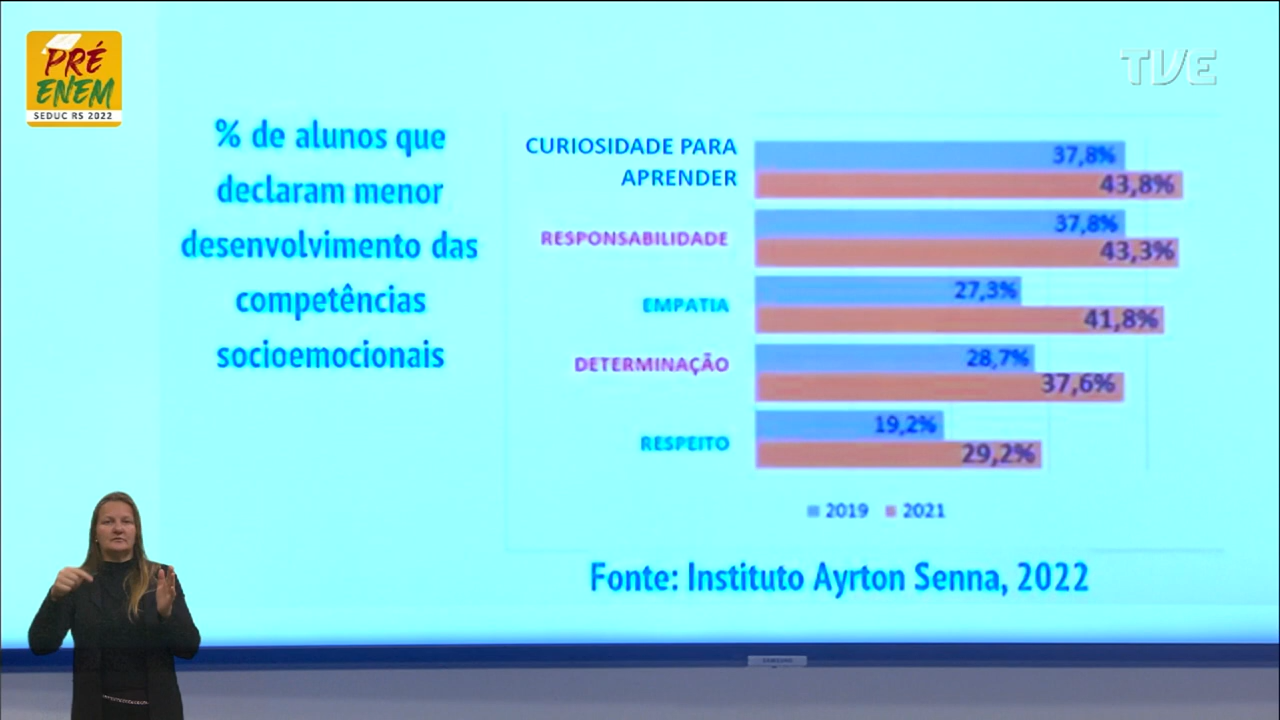 PRÉ
ENEM
SEDUC RS 2022
TVE
% de alunos que
declaram menor
desenvolvimento das
competências
socioemocionais
CURIOSIDADE PARA
APRENDER
37,8%
43,8%
RESPONSABILIDADE
37,8%
43,3%
EMPATIA
27,3%
41,8%
DETERMINAÇÃO
28,7%
37,6%
RESPEITO
19,2%
29,2%
2019 2021
Fonte: Instituto Ayrton Senna, 2022
SAMSUNG